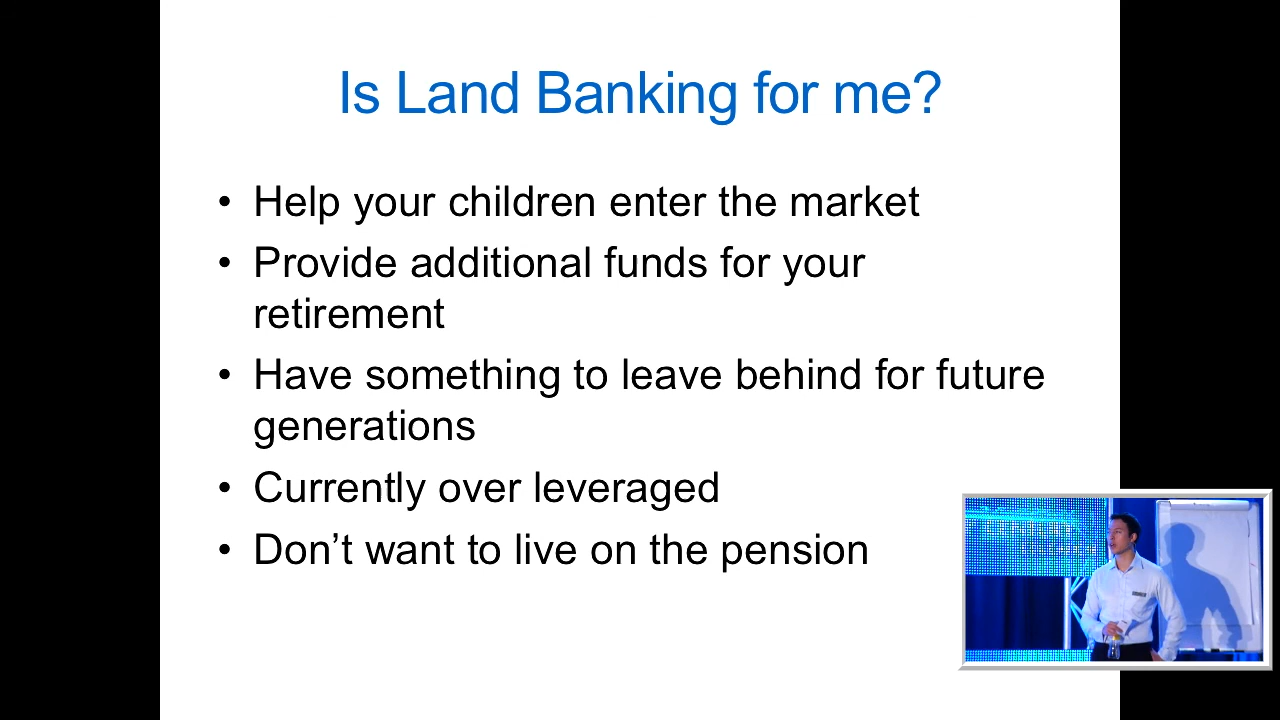 Is Land Banking for me?
• Help your children enter the market
• Provide additional funds for your
retirement
• Have something to leave behind for future
generations
• Currently over leveraged
• Don’t want to live on the pension